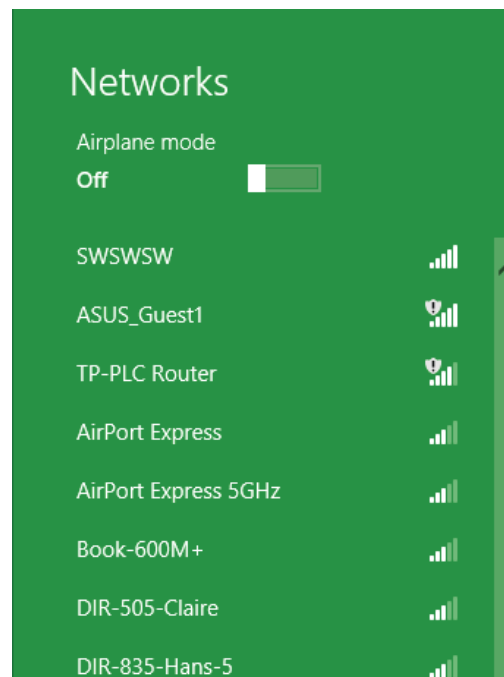 Networks
Airplane mode
Off
SWSWSW
ASUS_Guest1
TP-PLC Router
AirPort Express
AirPort Express 5GHz
Book-600M+
DIR-505-Claire
DIR-835-Hans-5